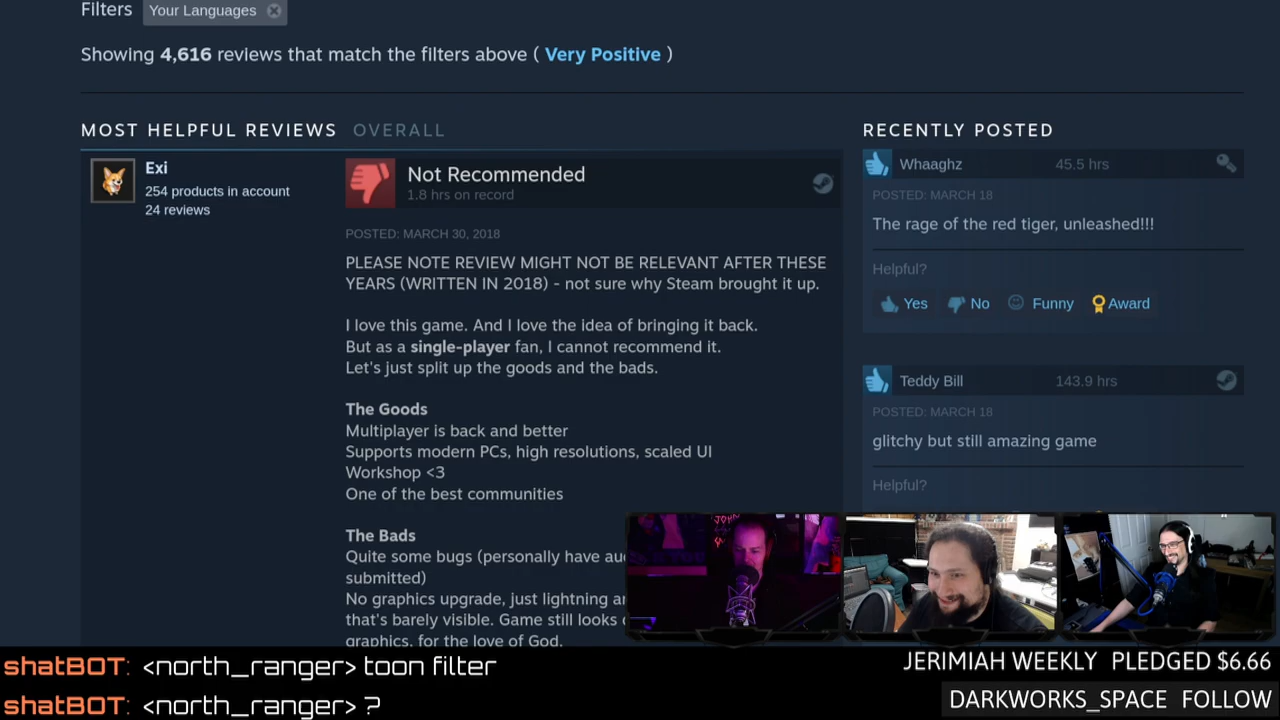 Filters Your Languages
Showing 4,616 reviews that match the filters above ( Very Positive )
MOST HELPFUL REVIEWS OVERALL
Exi
254 products in account
24 reviews
Not Recommended
1.8 hrs on record
POSTED: MARCH 30, 2018
PLEASE NOTE REVIEW MIGHT NOT BE RELEVANT AFTER THESE
YEARS (WRITTEN IN 2018) - not sure why Steam brought it up.
I love this game. And I love the idea of bringing it back.
But as a single-player fan, I cannot recommend it.
Let's just split up the goods and the bads.
The Goods
Multiplayer is back and better
Supports modern PCs, high resolutions, scaled UI
Workshop <3
One of the best communities
The Bads
Quite some bugs (personally have
submitted)
No graphics upgrade, just lightning
that's barely visible. Game still looks
graphics, for the love of God.
RECENTLY POSTED
Whaaghz 45.5 hrs
POSTED: MARCH 18
The rage of the red tiger, unleashed!!!
Helpful?
Yes No Funny Award
Teddy Bill 143.9 hrs
POSTED: MARCH 18
glitchy but still amazing game
Helpful?
shatBOT: <north_ranger> toon filter
shatBOT: <north_ranger> ?
JERIMIAH WEEKLY PLEDGED $6.66
DARKWORKS_SPACE FOLLOW